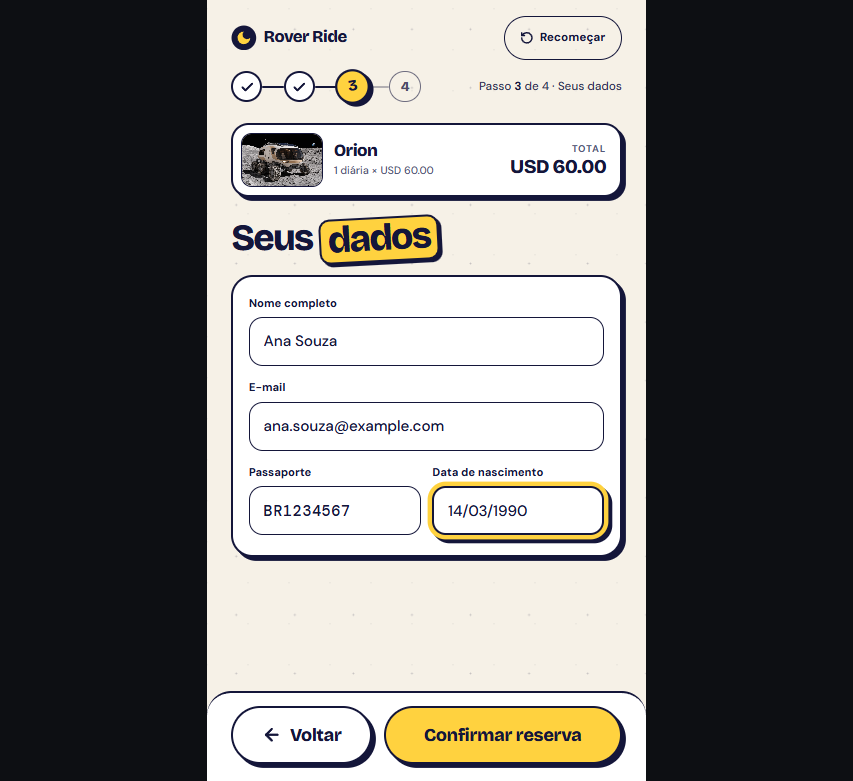 Rover Ride
Recomeçar
3
4
Passo 3 de 4 · Seus dados
Orion
1 diária × USD 60.00
TOTAL
USD 60.00
Seus dados
Nome completo
Ana Souza
E-mail
ana.souza@example.com
Passaporte
Data de nascimento
BR1234567
14/03/1990
Voltar
Confirmar reserva